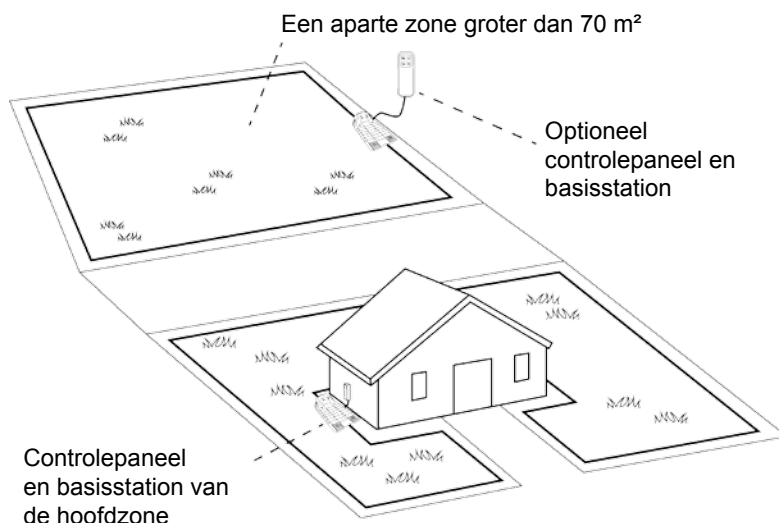 Een aparte zone groter dan 70 m²
Optioneel
controlepaneel en
basisstation
Controlepaneel
en basisstation van
de hoofdzone